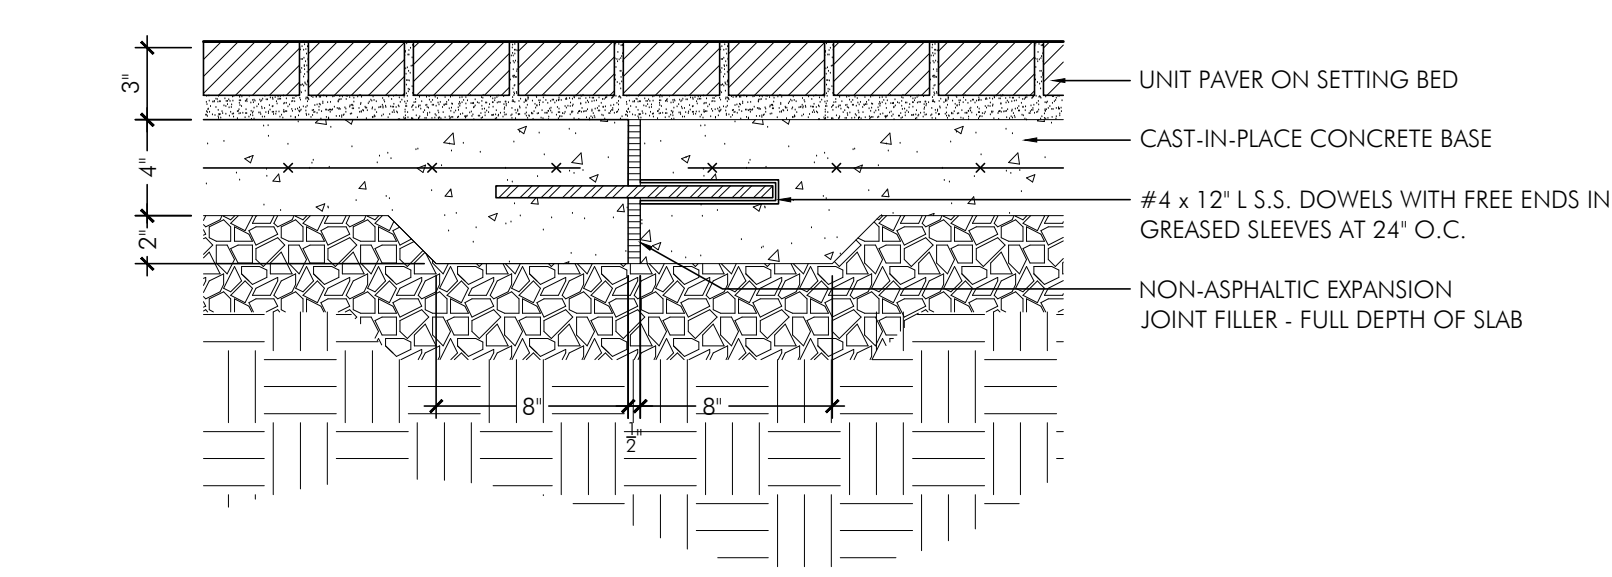 3"
4"
2"
UNIT PAVER ON SETTING BED
CAST-IN-PLACE CONCRETE BASE
#4 x 12" L S.S. DOWELS WITH FREE ENDS IN
GREASED SLEEVES AT 24" O.C.
NON-ASPHALTIC EXPANSION
JOINT FILLER - FULL DEPTH OF SLAB
8"
8"
1/2"